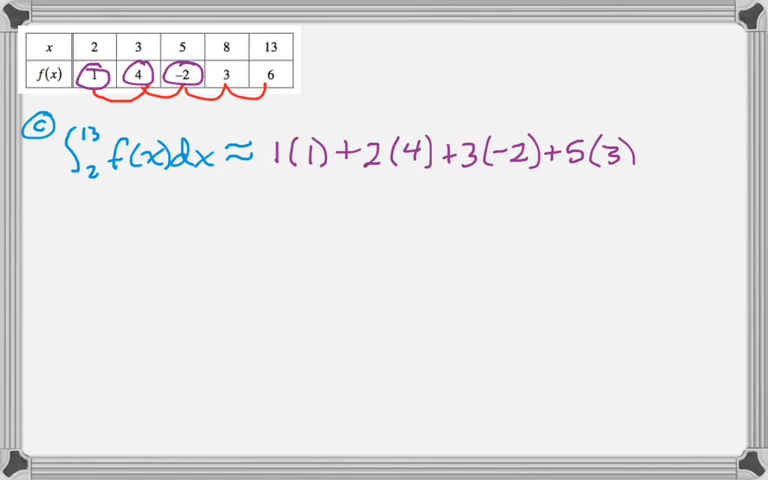 x 2 3 5 8 13
f(x) 1 4 –2 3 6
Ⓒ ∫₂¹³ f(x)dx ≈ 1(1)+2(4)+3(-2)+5(3)